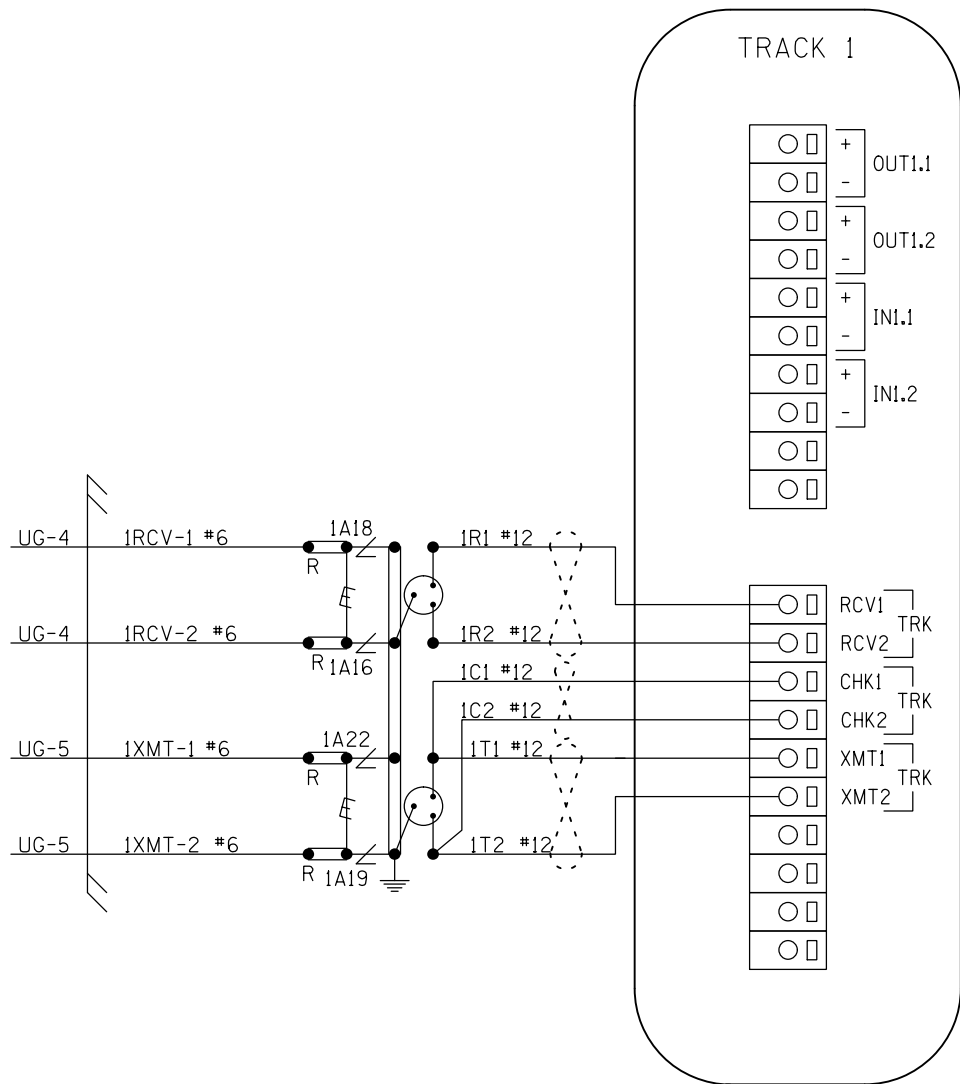 TRACK 1
+
OUT1.1
-
+
OUT1.2
-
+
IN1.1
-
+
IN1.2
-
UG-4 1RCV-1 #6 1A18 1R1 #12
R
RCV1
TRK
UG-4 1RCV-2 #6 1R2 #12 RCV2
R 1A16
1C1 #12 CHK1
TRK
1C2 #12 CHK2
UG-5 1XMT-1 #6 1A22 1T1 #12 XMT1
R
TRK
XMT2
UG-5 1XMT-2 #6 1T2 #12
R 1A19